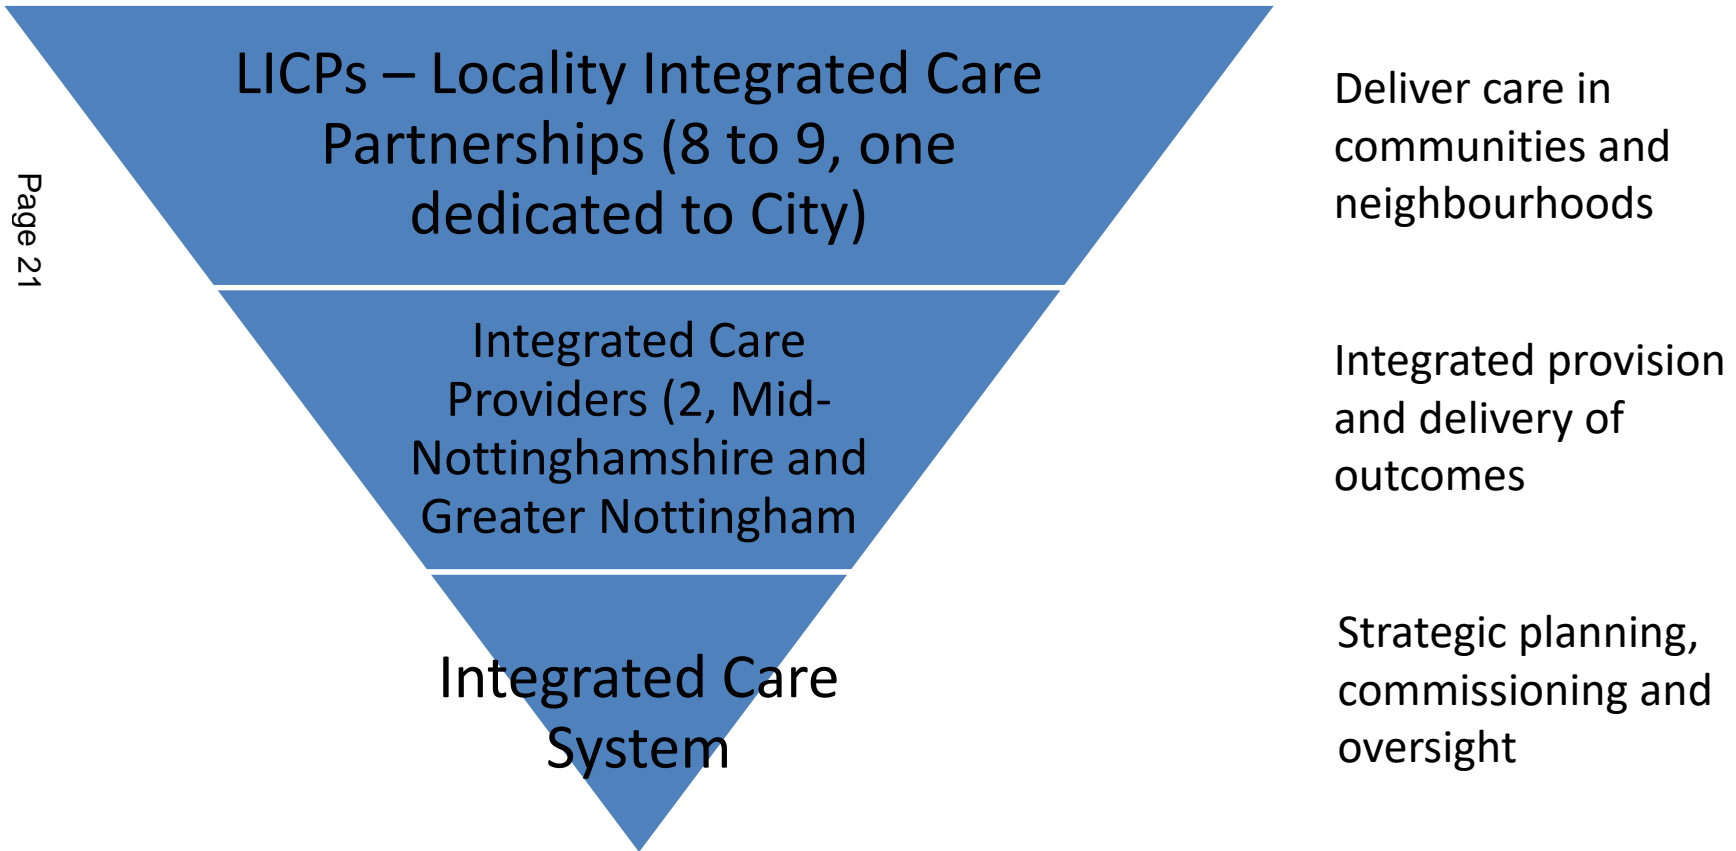 LICPs – Locality Integrated Care
Partnerships (8 to 9, one
dedicated to City)
Deliver care in
communities and
neighbourhoods
Integrated Care
Providers (2, Mid-
Nottinghamshire and
Greater Nottingham
Integrated provision
and delivery of
outcomes
Integrated Care
System
Strategic planning,
commissioning and
oversight
Page 21